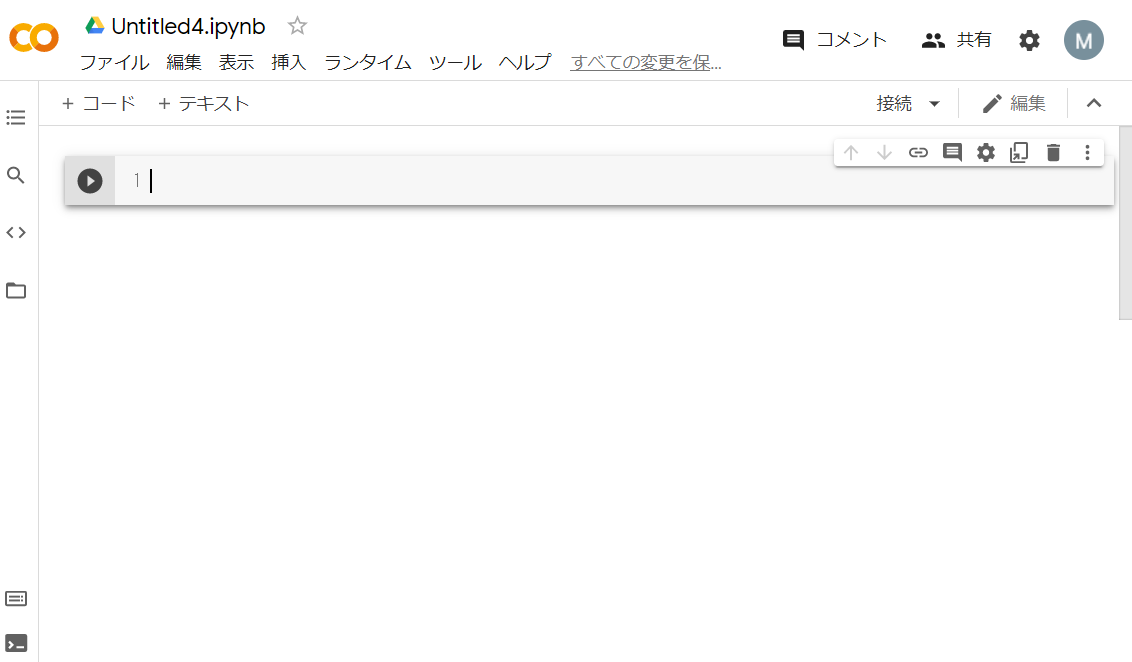 Untitled4.ipynb
コメント 共有 M
ファイル 編集 表示 挿入 ランタイム ツール ヘルプ すべての変更を保...
+ コード + テキスト 接続 編集
1